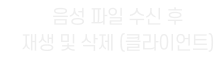 음성 파일 수신 후
재생 및 삭제 (클라이언트)